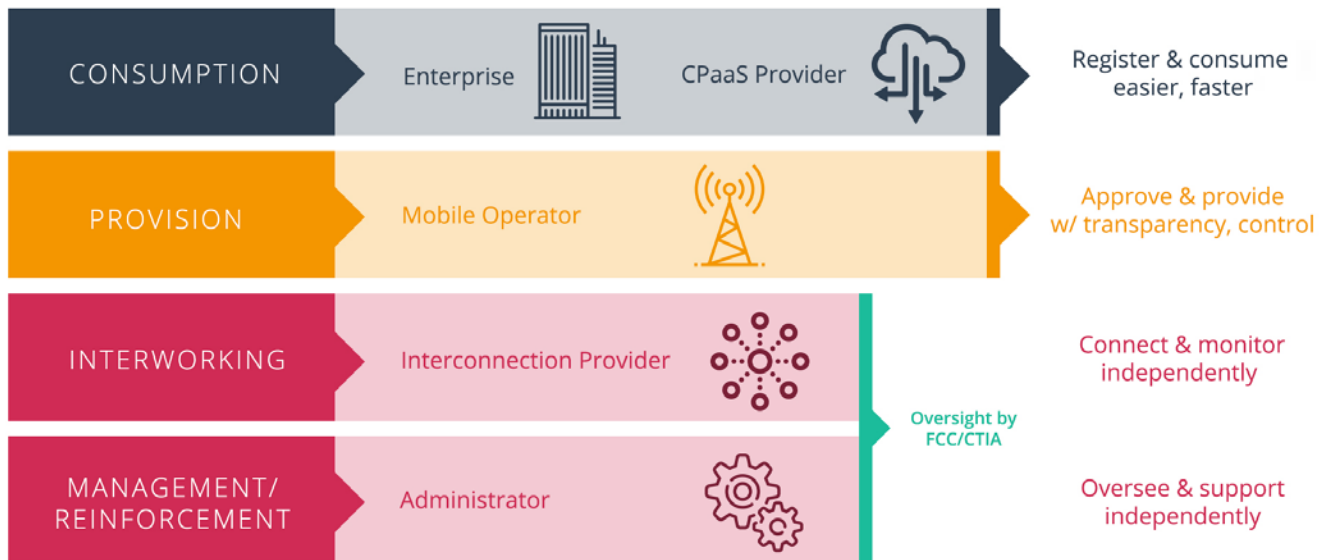 CONSUMPTION
Enterprise
CPaaS Provider
Register & consume
easier, faster
PROVISION
Mobile Operator
Approve & provide
w/ transparency, control
INTERWORKING
Interconnection Provider
Connect & monitor
independently
Oversight by
FCC/CTIA
MANAGEMENT/
REINFORCEMENT
Administrator
Oversee & support
independently